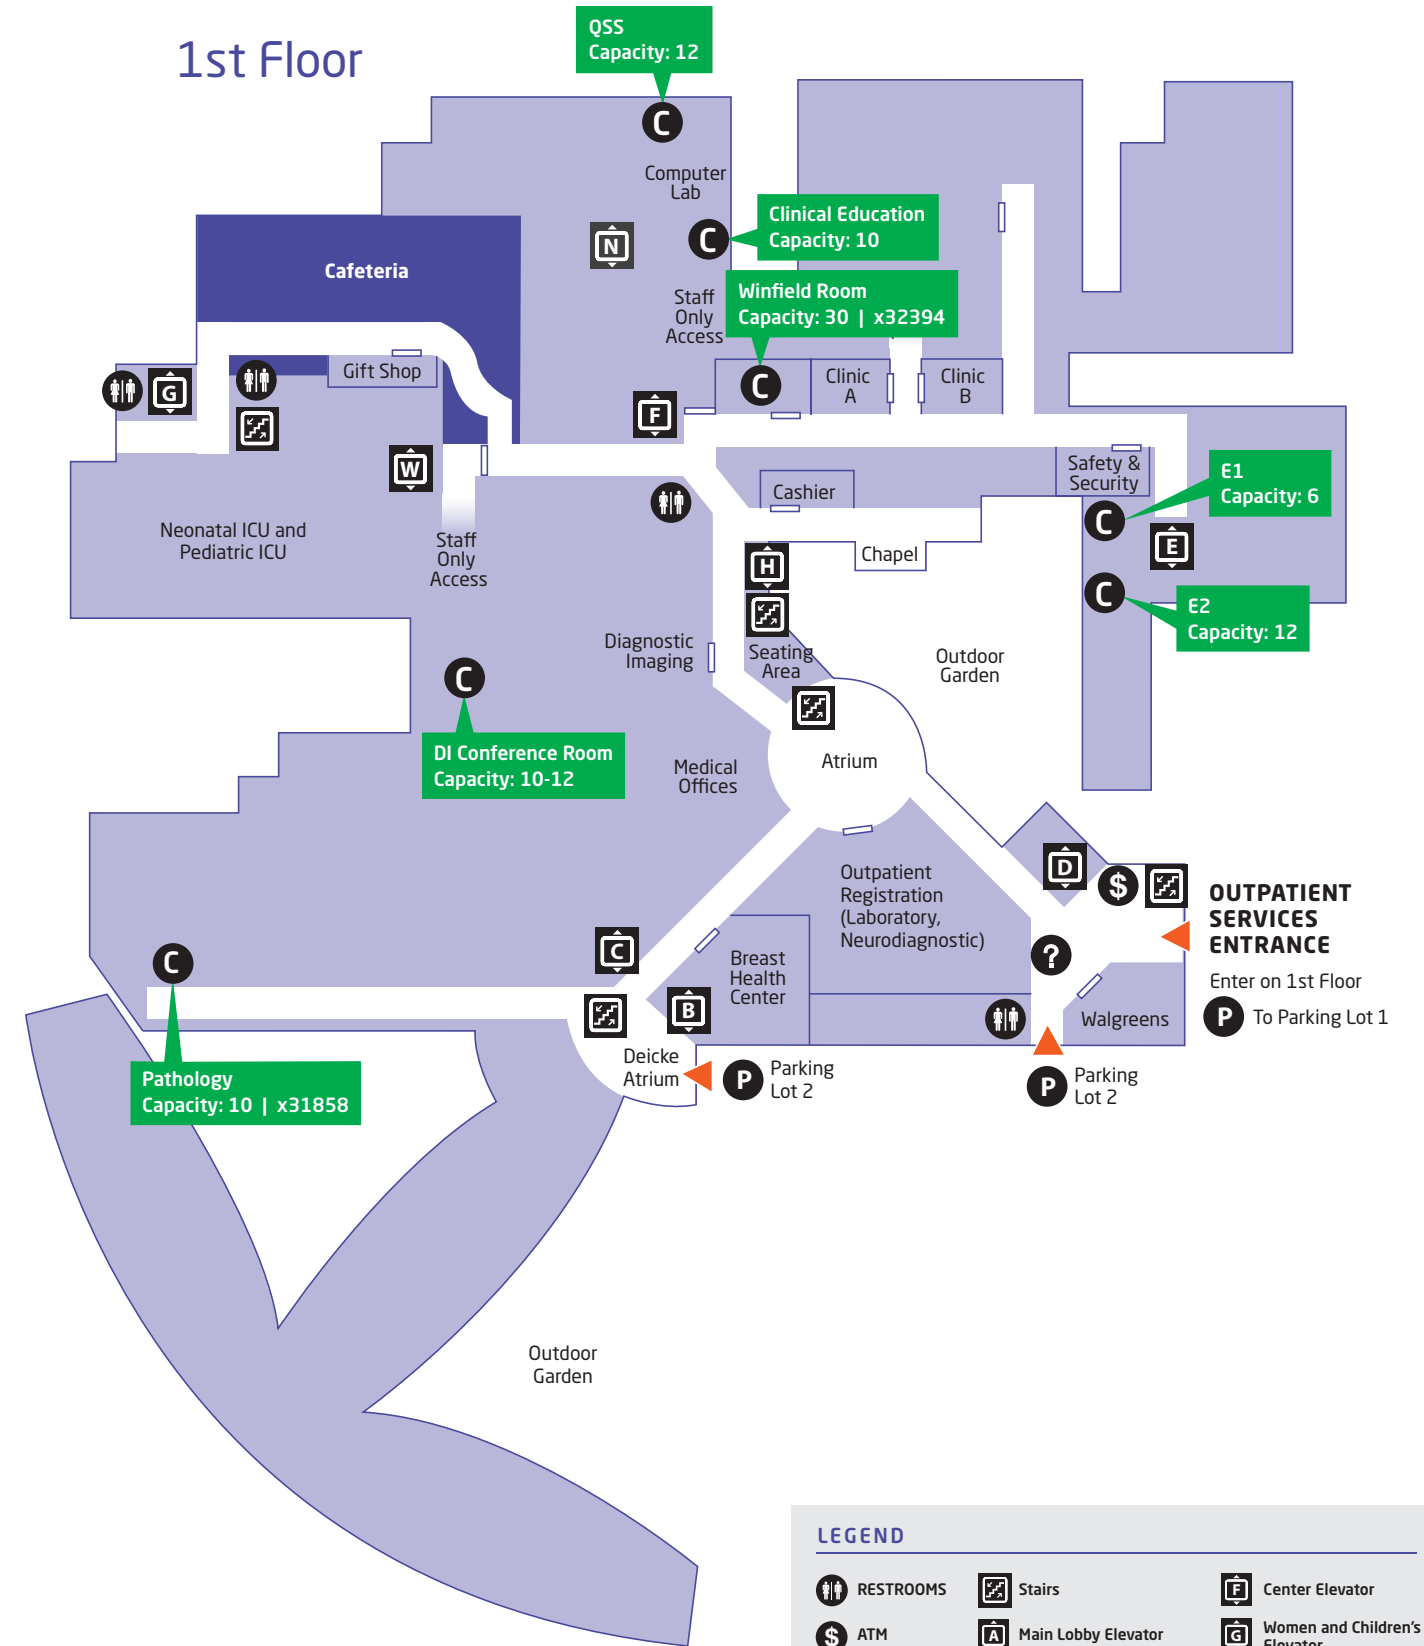 1st Floor
QSS
Capacity: 12
C
Computer
Lab
Clinical Education
Capacity: 10
C
N
Cafeteria
Staff
Only
Access
Winfield Room
Capacity: 30 | x32394
C
Clinic
A
Clinic
B
Gift Shop
G
F
W
Cashier
Safety &
Security
E1
Capacity: 6
C
E
Neonatal ICU and
Pediatric ICU
Staff
Only
Access
Chapel
H
E2
Capacity: 12
C
Diagnostic
Imaging
Seating
Area
Outdoor
Garden
C
DI Conference Room
Capacity: 10-12
Medical
Offices
Atrium
Outpatient
Registration
(Laboratory,
Neurodiagnostic)
D
$
OUTPATIENT
SERVICES
ENTRANCE
Enter on 1st Floor
P To Parking Lot 1
?
C
C
Breast
Health
Center
B
Walgreens
Deicke
Atrium
P Parking
Lot 2
P Parking
Lot 2
Pathology
Capacity: 10 | x31858
Outdoor
Garden
LEGEND
RESTROOMS
Stairs
F Center Elevator
$ ATM
A Main Lobby Elevator
G Women and Children's
Elevator